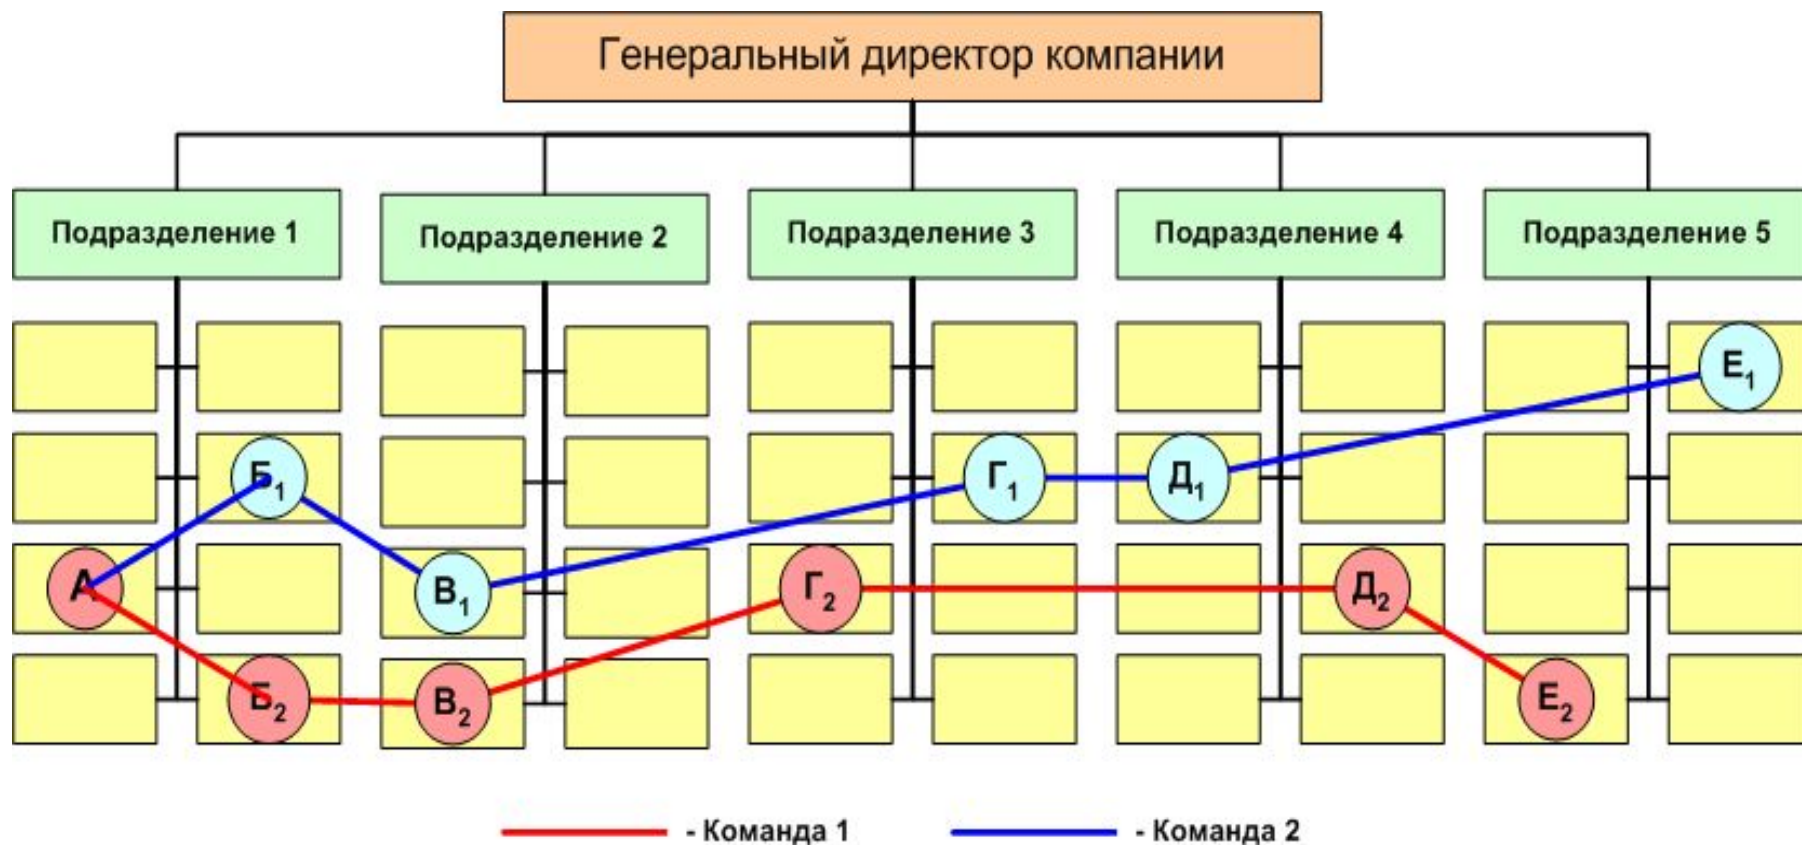 Генеральный директор компании
Подразделение 1
Подразделение 2
Подразделение 3
Подразделение 4
Подразделение 5
Е1
Б1
Г1
Д1
А
В1
Г2
Д2
Б2
В2
Е2
- Команда 1
- Команда 2